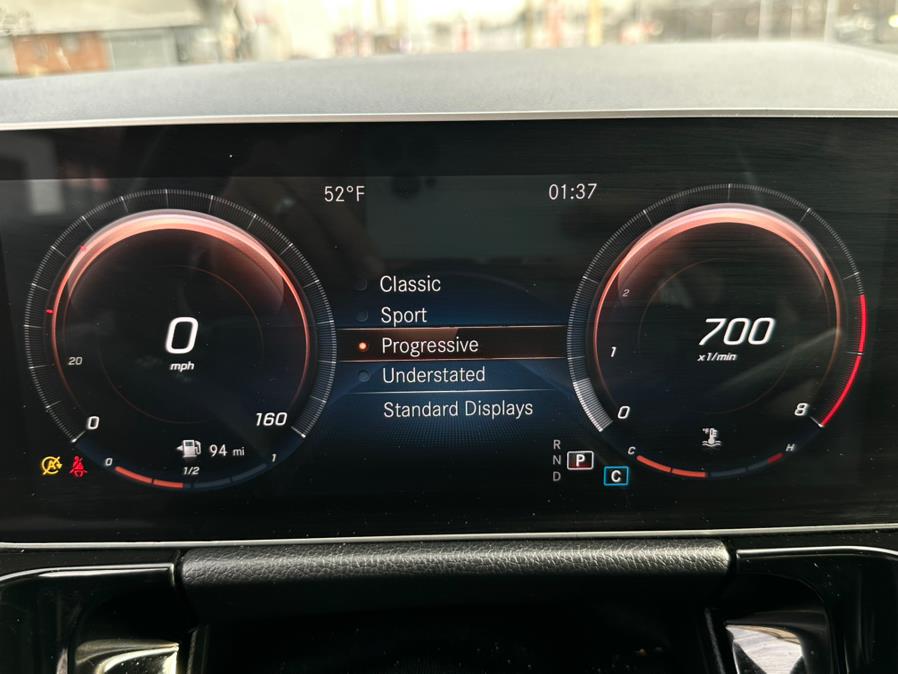 52°F
01:37
Classic
Sport
Progressive
Understated
Standard Displays
0
mph
20
0
160
94 mi
0
1/2
1
700
x1/min
2
1
0
8
R
N
D
P
C
C
H
A